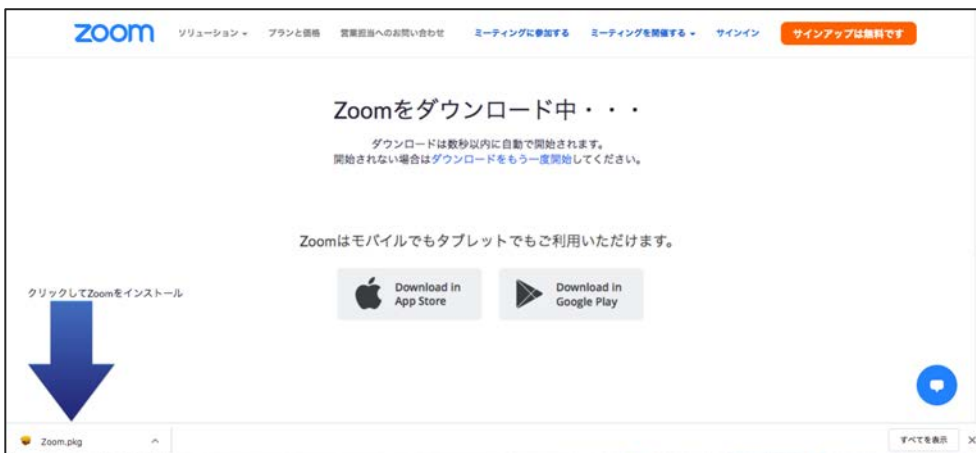 zoom ソリューション プランと価格 営業担当へのお問い合わせ ミーティングに参加する ミーティングを開催する サインイン サインアップは無料です
Zoomをダウンロード中・・・
ダウンロードは数秒以内に自動で開始されます。
開始されない場合はダウンロードをもう一度開始してください。
Zoomはモバイルでもタブレットでもご利用いただけます。
Download in
App Store
Download in
Google Play
クリックしてZoomをインストール
Zoom.pkg すべてを表示